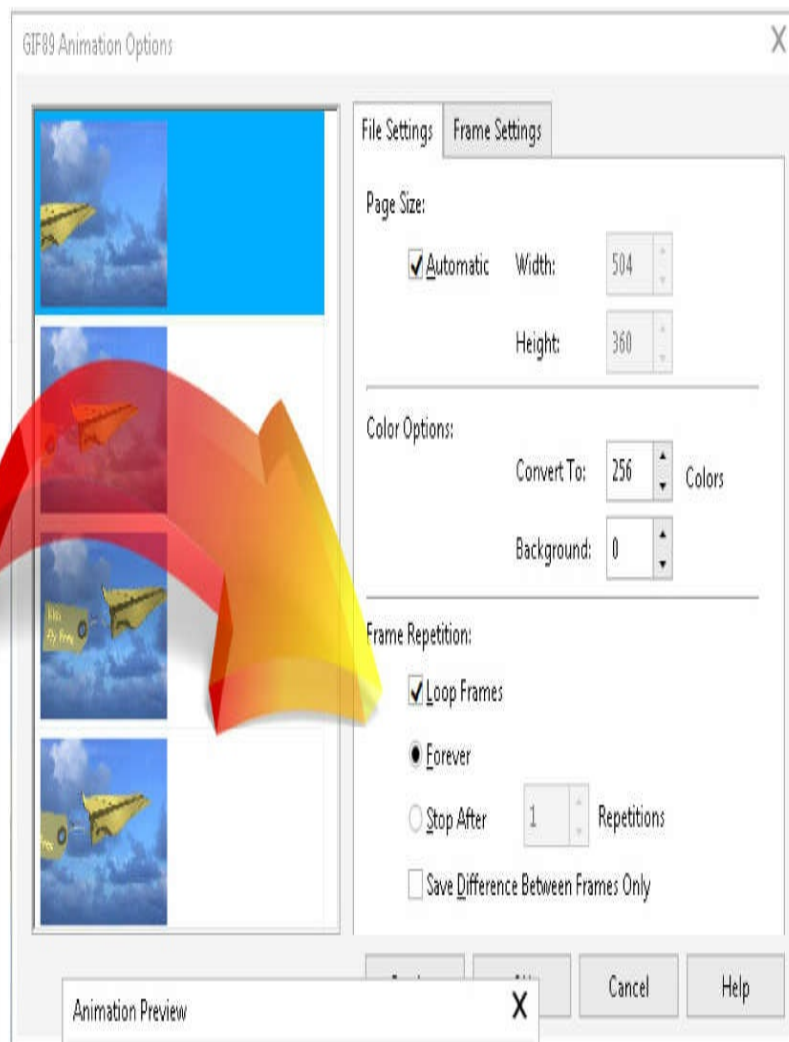 GIF89 Animation Options
File Settings Frame Settings
Page Size:
Automatic Width: 504
Height: 360
Color Options:
Convert To: 256 Colors
Background: 0
Frame Repetition:
Loop Frames
Forever
Stop After 1 Repetitions
Save Difference Between Frames Only
Cancel Help
Animation Preview